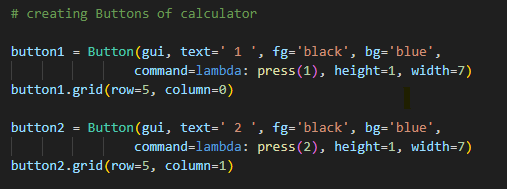 # creating Buttons of calculator
button1 = Button(gui, text=' 1 ', fg='black', bg='blue',
command=lambda: press(1), height=1, width=7)
button1.grid(row=5, column=0)
button2 = Button(gui, text=' 2 ', fg='black', bg='blue',
command=lambda: press(2), height=1, width=7)
button2.grid(row=5, column=1)